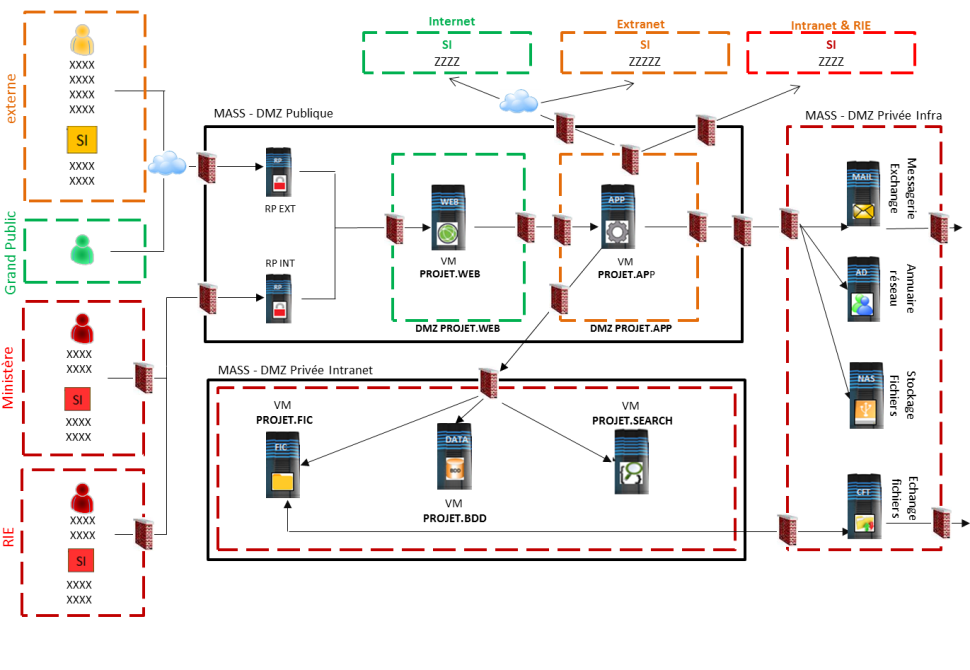 Internet
SI
ZZZZ
Extranet
SI
ZZZZZ
Intranet & RIE
SI
ZZZZ
externe
XXXX
XXXX
XXXX
XXXX
SI
XXXX
XXXX
Grand Public
Ministère
XXXX
XXXX
SI
XXXX
XXXX
RIE
XXXX
XXXX
SI
XXXX
XXXX
MASS - DMZ Publique
RP
RP EXT
RP INT
RP
WEB
VM
PROJET.WEB
DMZ PROJET.WEB
APP
VM
PROJET.APP
DMZ PROJET.APP
MASS - DMZ Privée Intranet
VM
PROJET.FIC
FIC
DATA
BDD
VM
PROJET.BDD
VM
PROJET.SEARCH
MASS - DMZ Privée Infra
MAIL
Messagerie
Exchange
AD
Annuaire
réseau
NAS
Stockage
Fichiers
CFT
Echange
fichiers